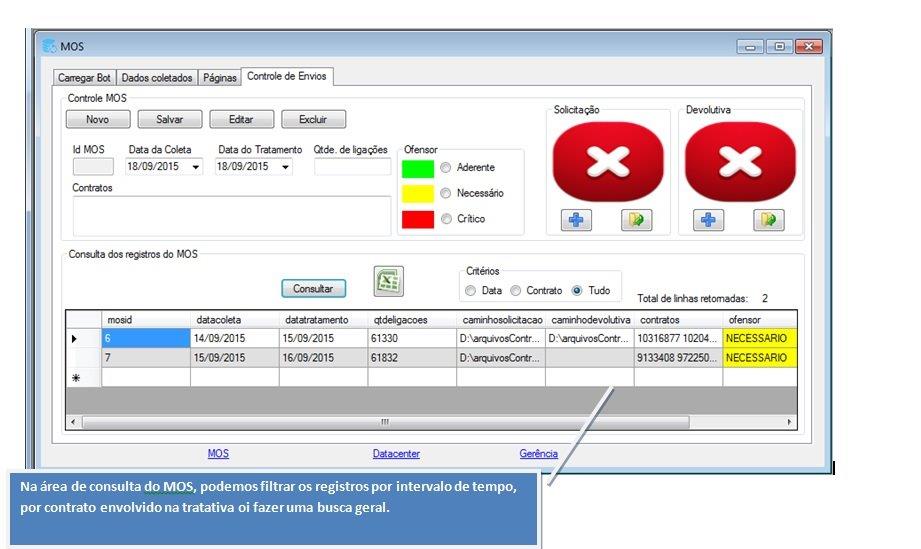 MOS
Carregar Bot Dados coletados Páginas Controle de Envios
Controle MOS
Novo Salvar Editar Excluir
Id MOS Data da Coleta Data do Tratamento Qtde. de ligações
18/09/2015 18/09/2015
Contratos
Ofensor
Aderente
Necessário
Crítico
Solicitação
Devolutiva
Consulta dos registros do MOS
Consultar
Critérios
Data Contrato Tudo
Total de linhas retornadas: 2
mosid datacoleta datatratamento qtdeligacoes caminhosolicitacao caminhodevolutiva contratos ofensor
6 14/09/2015 15/09/2015 61330 D:\arquivosContr... D:\arquivosContr... 10316877 10204... NECESSARIO
7 15/09/2015 16/09/2015 61832 D:\arquivosContr... 9133408 972250... NECESSARIO
MOS Datacenter Gerência
Na área de consulta do MOS, podemos filtrar os registros por intervalo de tempo,
por contrato envolvido na tratativa oi fazer uma busca geral.